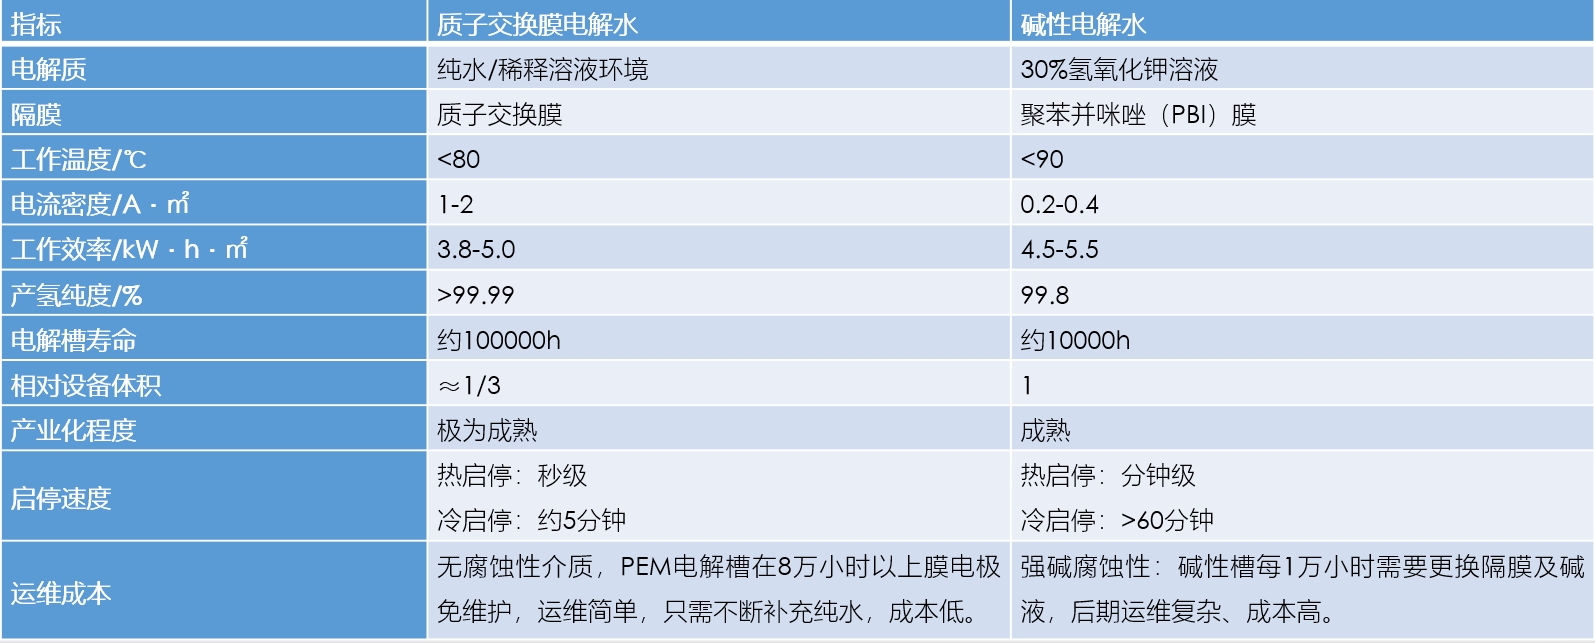 指标 质子交换膜电解水 碱性电解水
电解质 纯水/稀释溶液环境 30%氢氧化钾溶液
隔膜 质子交换膜 聚苯并咪唑（PBI）膜
工作温度/℃ <80 <90
电流密度/A · ㎡ 1-2 0.2-0.4
工作效率/kW · h · ㎡ 3.8-5.0 4.5-5.5
产氢纯度/% >99.99 99.8
电解槽寿命 约100000h 约10000h
相对设备体积 ≈1/3 1
产业化程度 极为成熟 成熟
启停速度
热启停：秒级
冷启停：约5分钟
热启停：分钟级
冷启停：>60分钟
运维成本
无腐蚀性介质，PEM电解槽在8万小时以上膜电极
免维护，运维简单，只需不断补充纯水，成本低。
强碱腐蚀性：碱性槽每1万小时需要更换隔膜及碱
液，后期运维复杂、成本高。